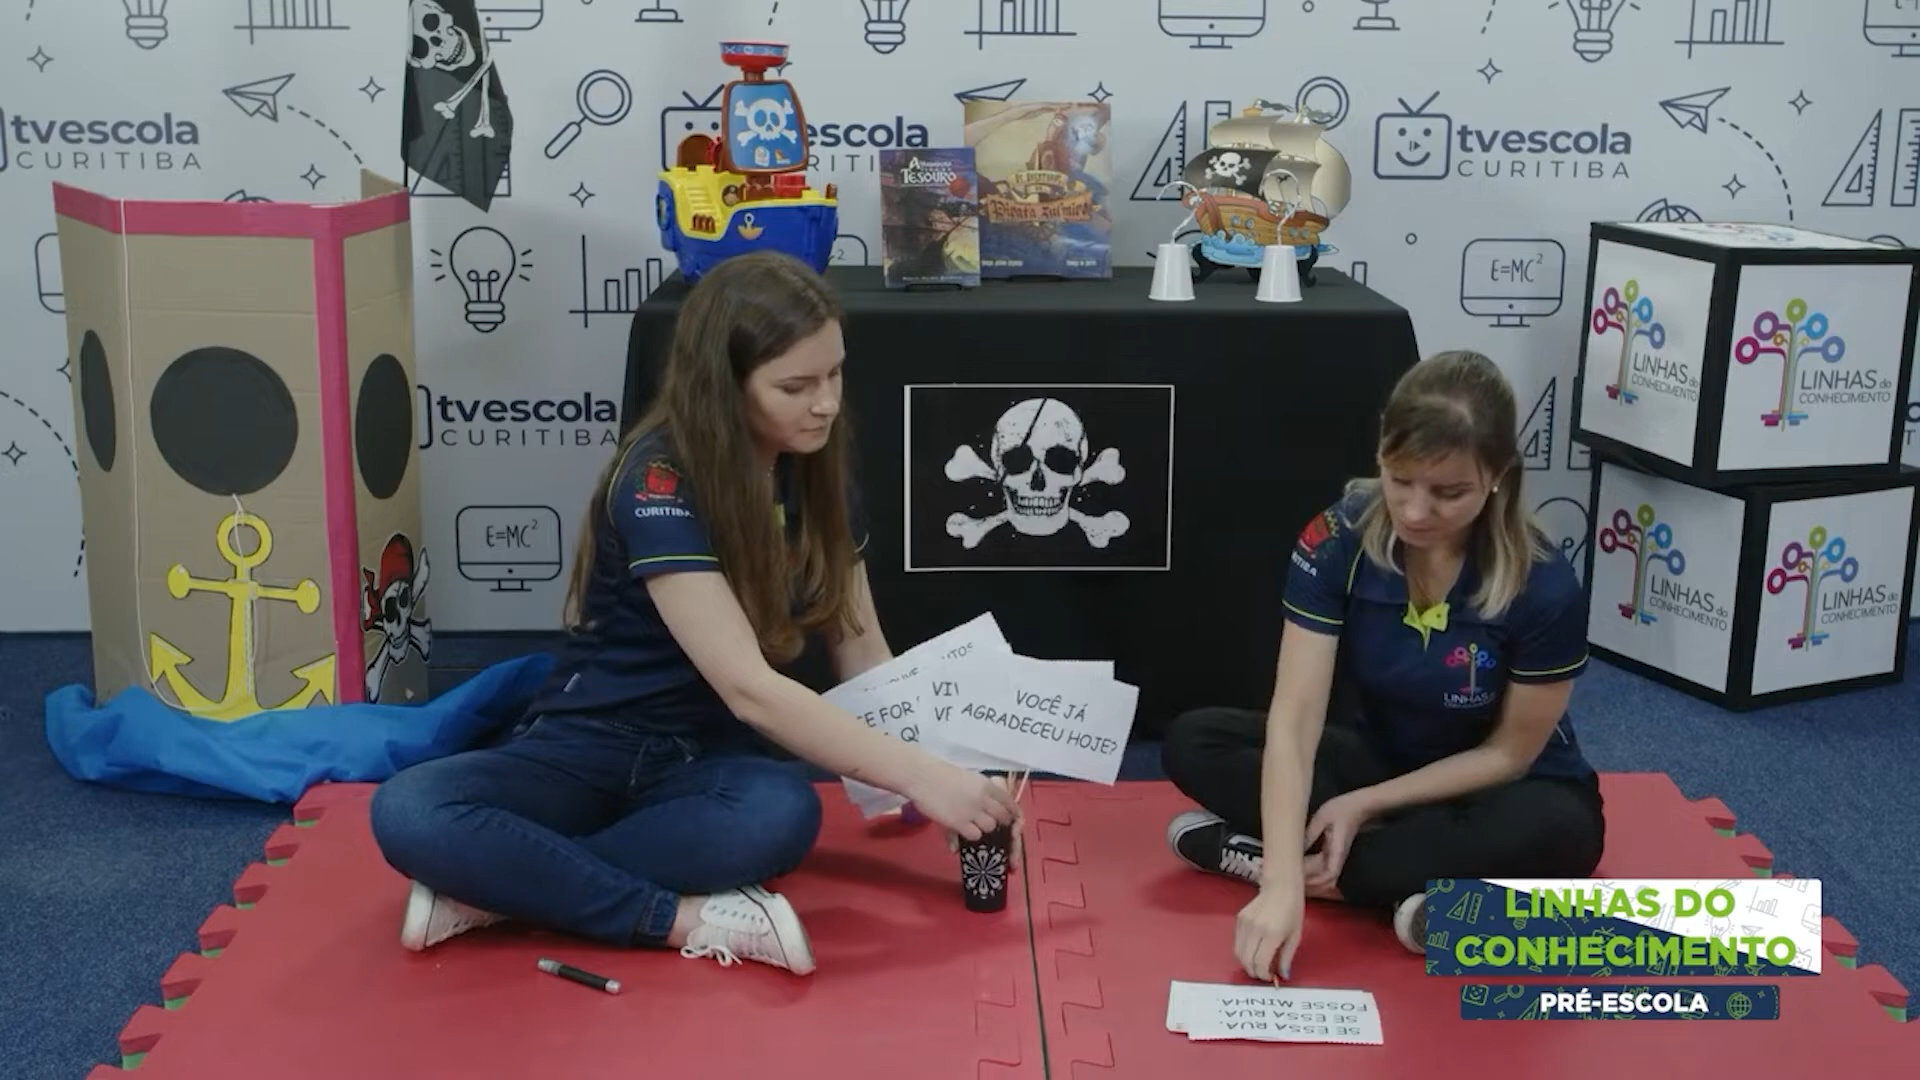 tvescola
CURITIBA
escola
tvescola
CURITIBA
TESOURO
Pirata
E=MC²
tvescola
CURITIBA
LINHAS do
CONHECIMENTO
LINHAS do
CONHECIMENTO
CURITIBA
E=MC²
LINHAS do
CONHECIMENTO
LINHAS do
CONHECIMENTO
LINHAS
VOCÊ JÁ
AGRADECEU HOJE?
SE ESSA RUA,
SE ESSA RUA,
FOSSE MINHA.
LINHAS DO
CONHECIMENTO
PRÉ-ESCOLA